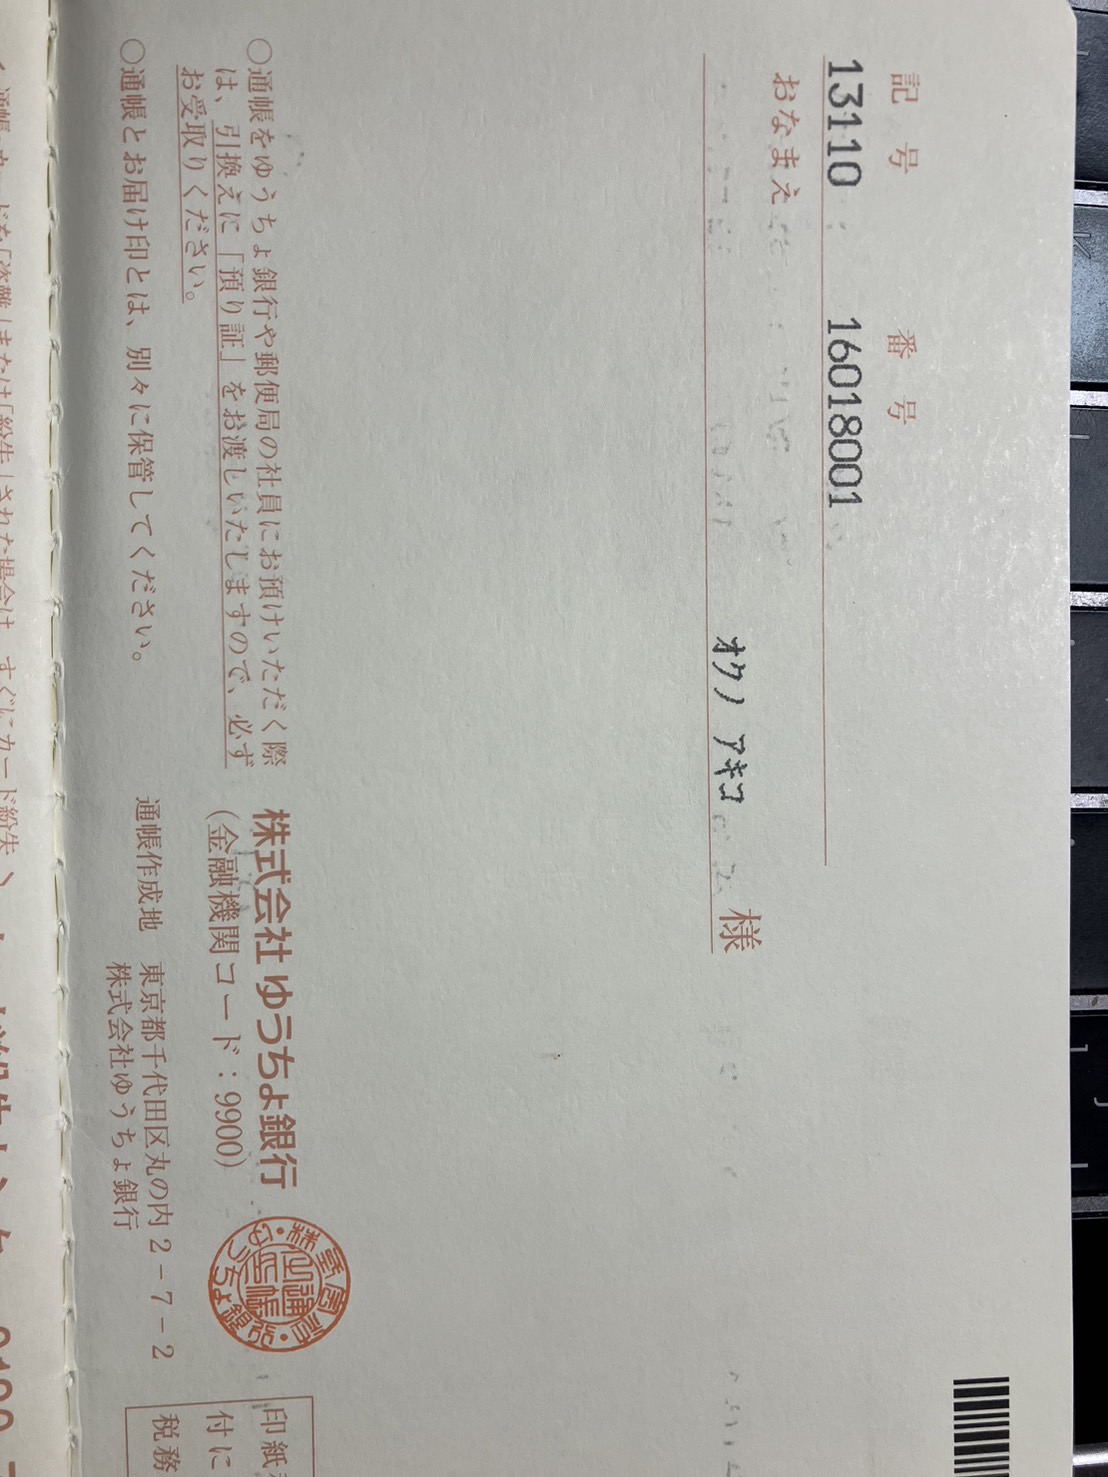 記号 番号
13110 16018001
おなまえ
オクノ アキコ 様
○通帳をゆうちょ銀行や郵便局の社員にお預けいただく際
は、引換えに「預り証」をお渡しいたしますので、必ず
お受取りください。
○通帳とお届け印とは、別々に保管してください。
株式会社ゆうちょ銀行
(金融機関コード：9900)
通帳作成地 東京都千代田区丸の内2-7-2
株式会社ゆうちょ銀行
印紙
付に
税務